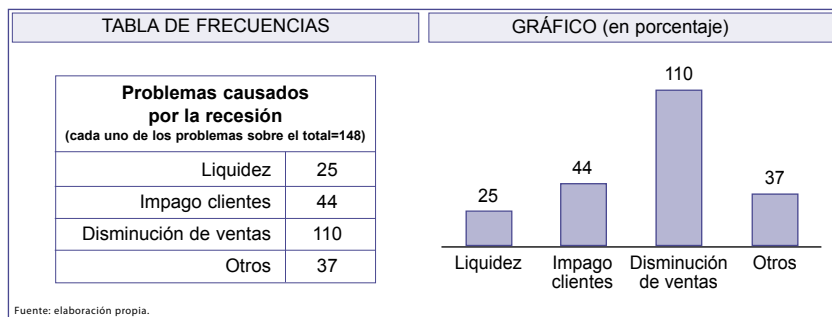 TABLA DE FRECUENCIAS
GRÁFICO (en porcentaje)
Problemas causados
por la recesión
(cada uno de los problemas sobre el total=148)
Liquidez 25
Impago clientes 44
Disminución de ventas 110
Otros 37
25
44
110
37
Liquidez
Impago
clientes
Disminución
de ventas
Otros
Fuente: elaboración propia.